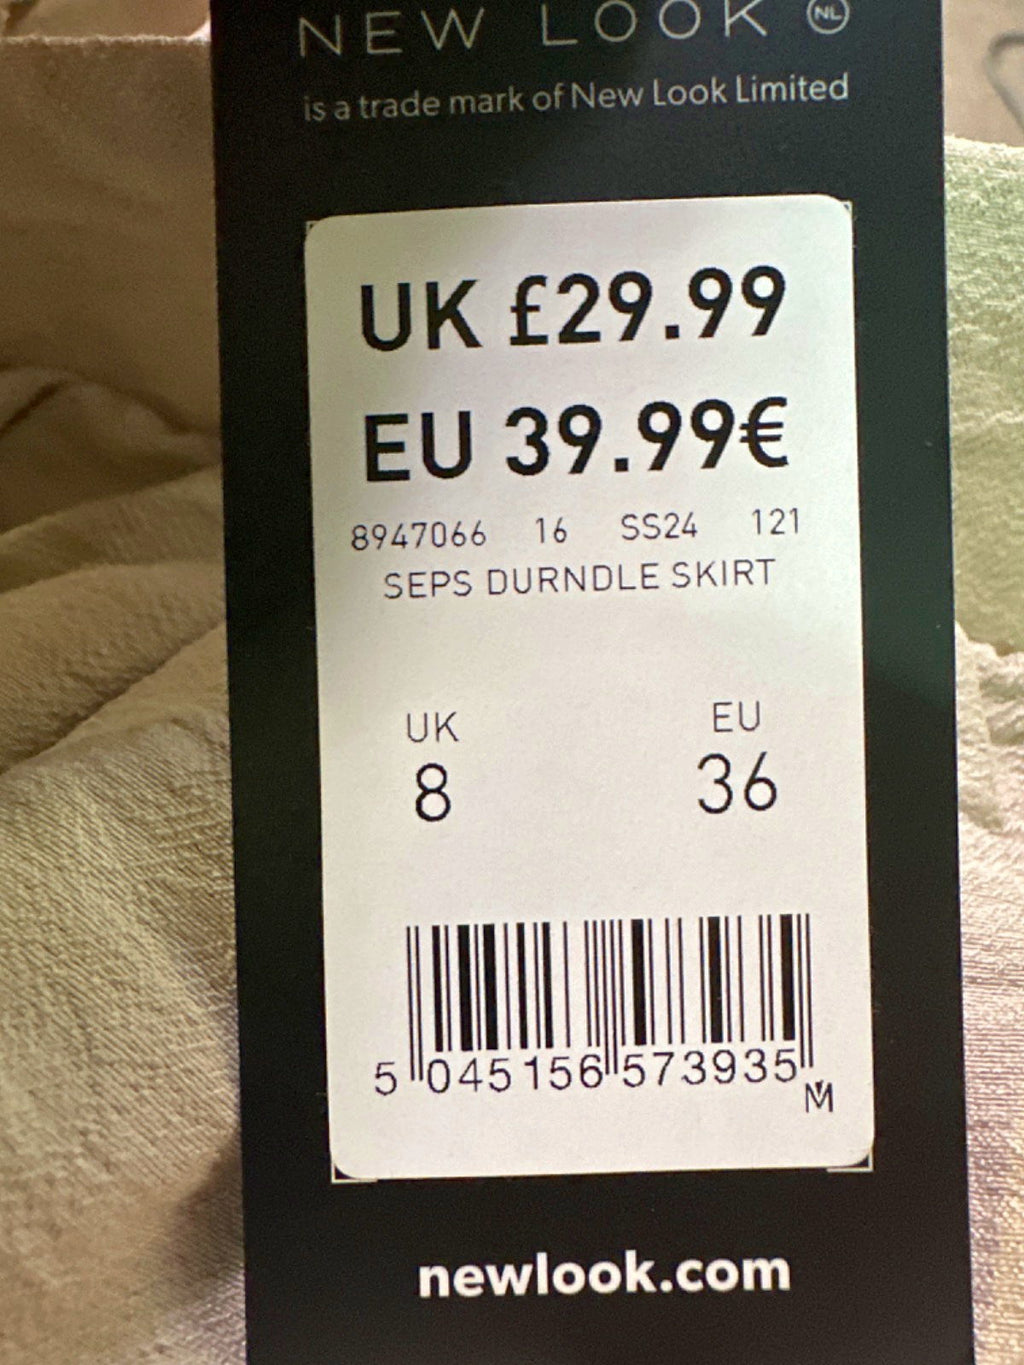 NEW LOOK NL
is a trade mark of New Look Limited
UK £29.99
EU 39.99€
8947066 16 SS24 121
SEPS DURNDLE SKIRT
UK EU
8 36
5 045156 573935
M
newlook.com